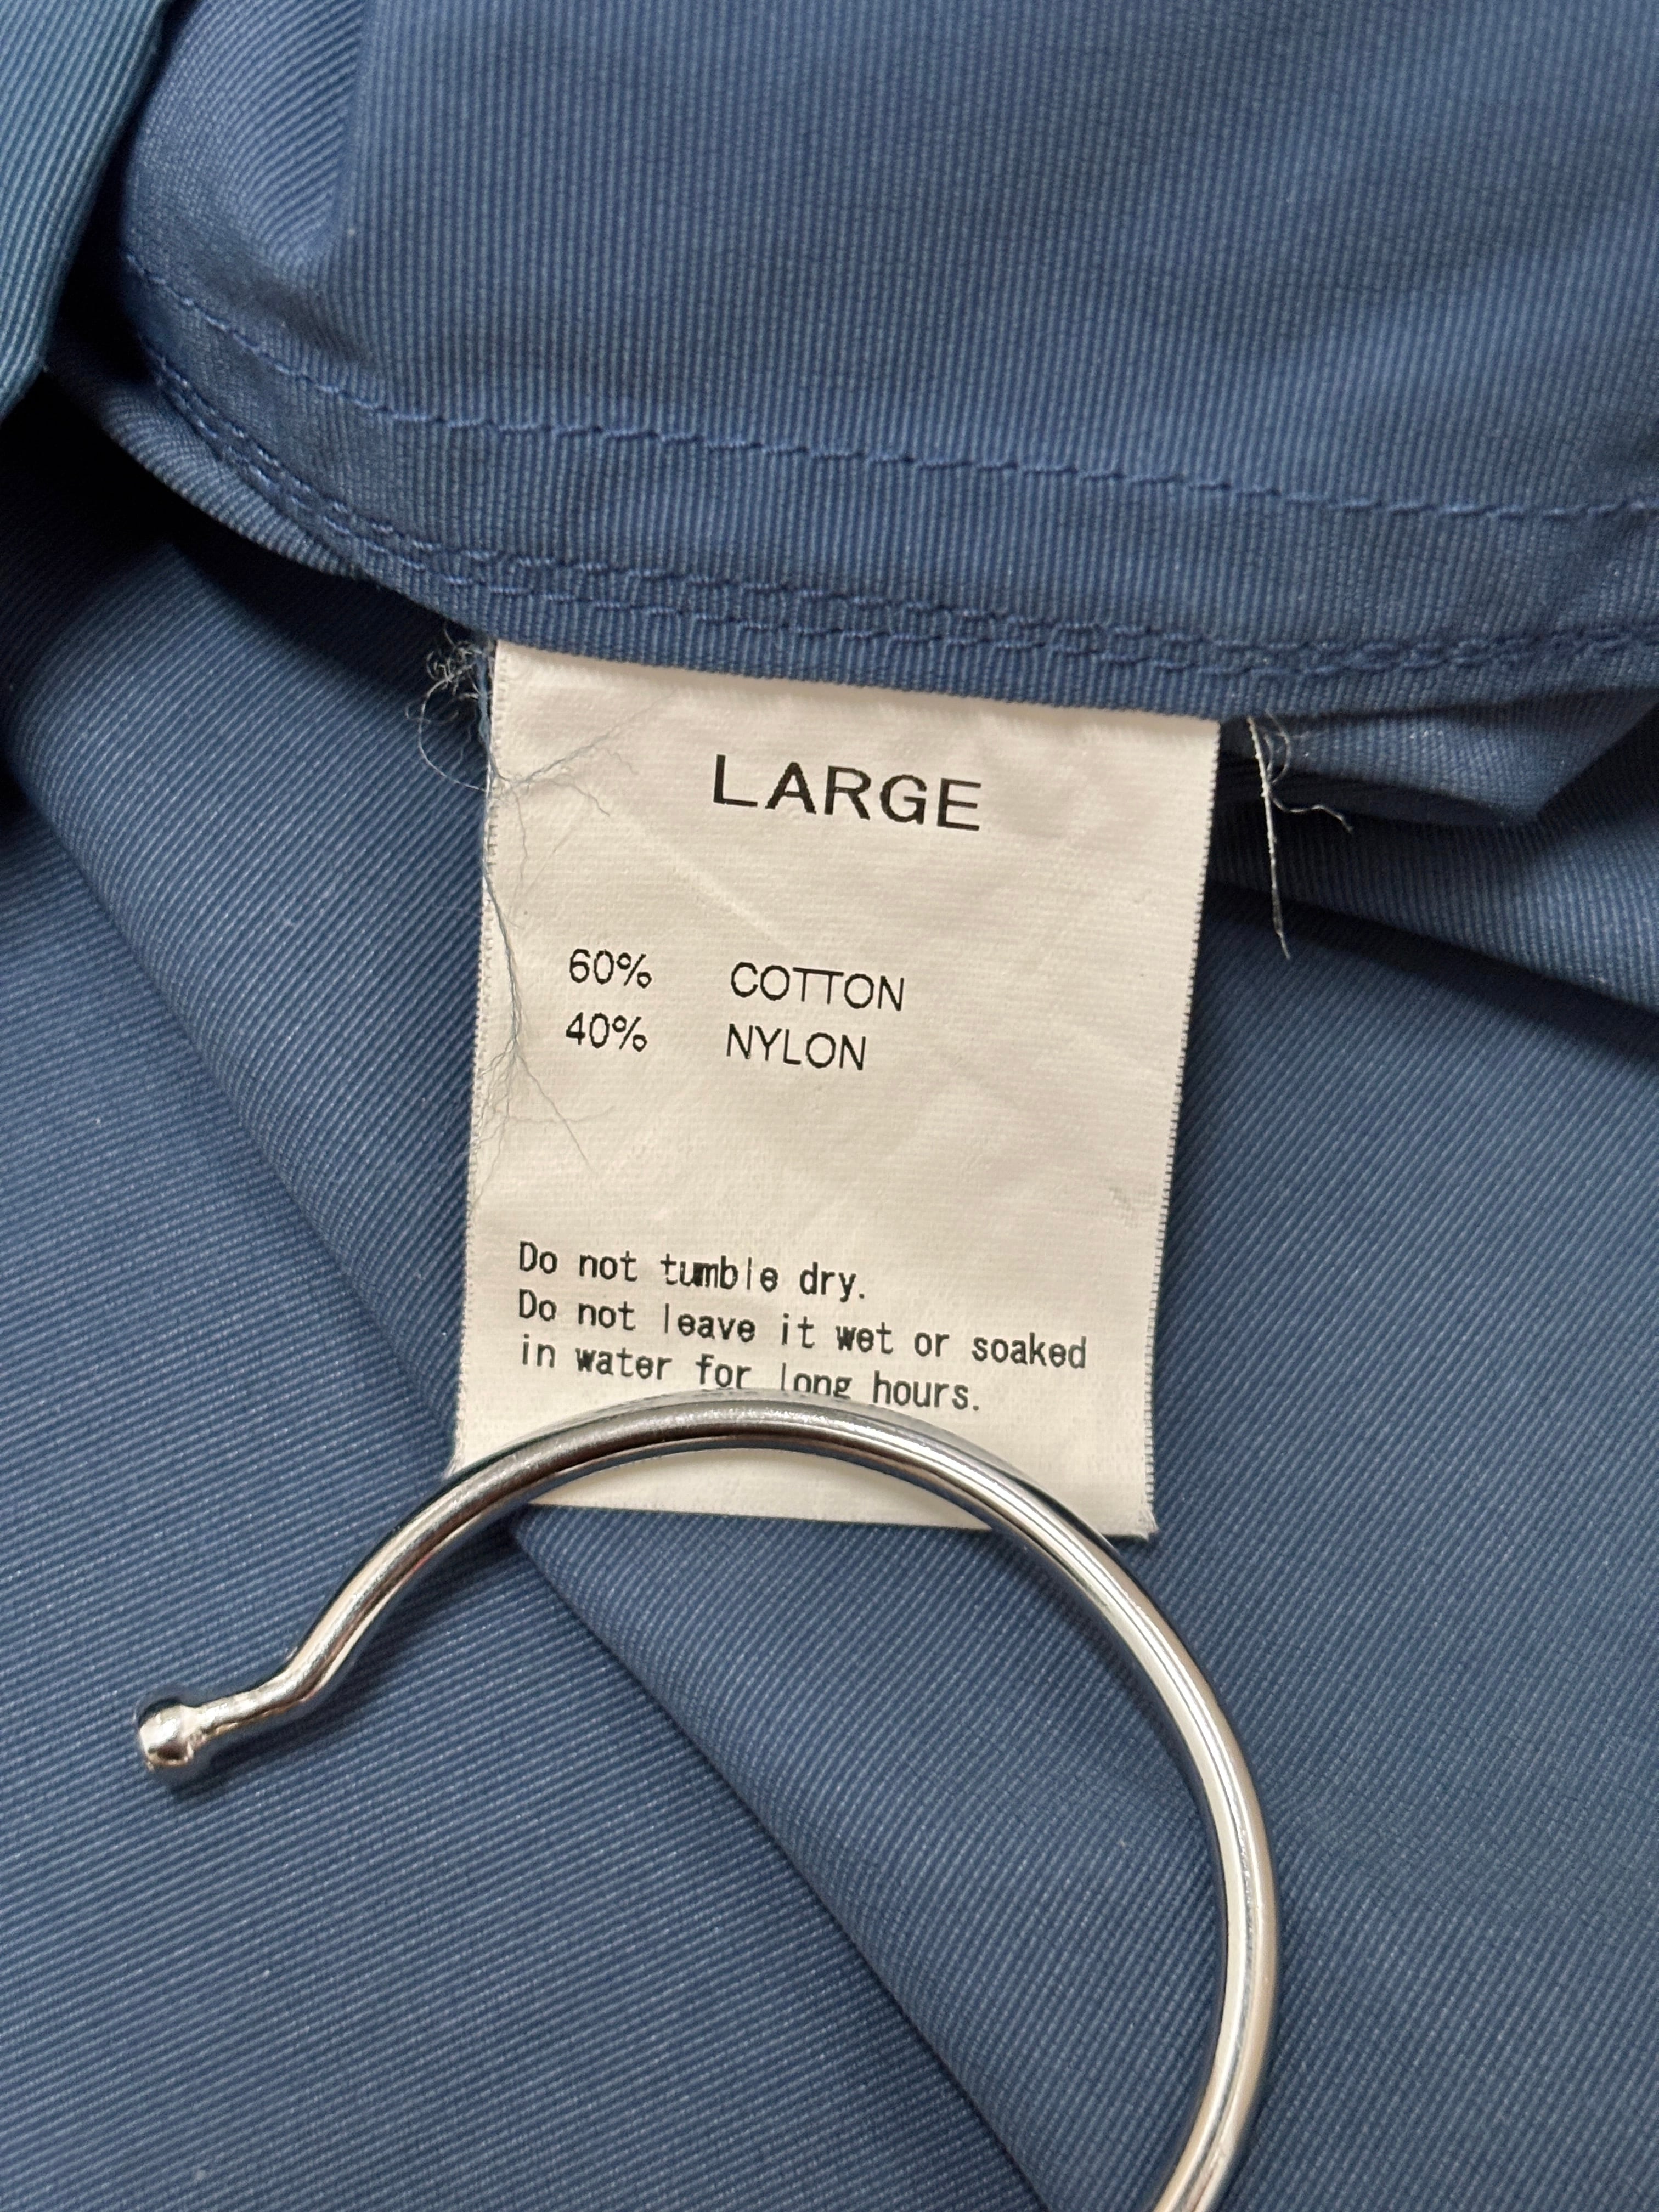 LARGE
60% COTTON
40% NYLON
Do not tumble dry.
Do not leave it wet or soaked
in water for long hours.